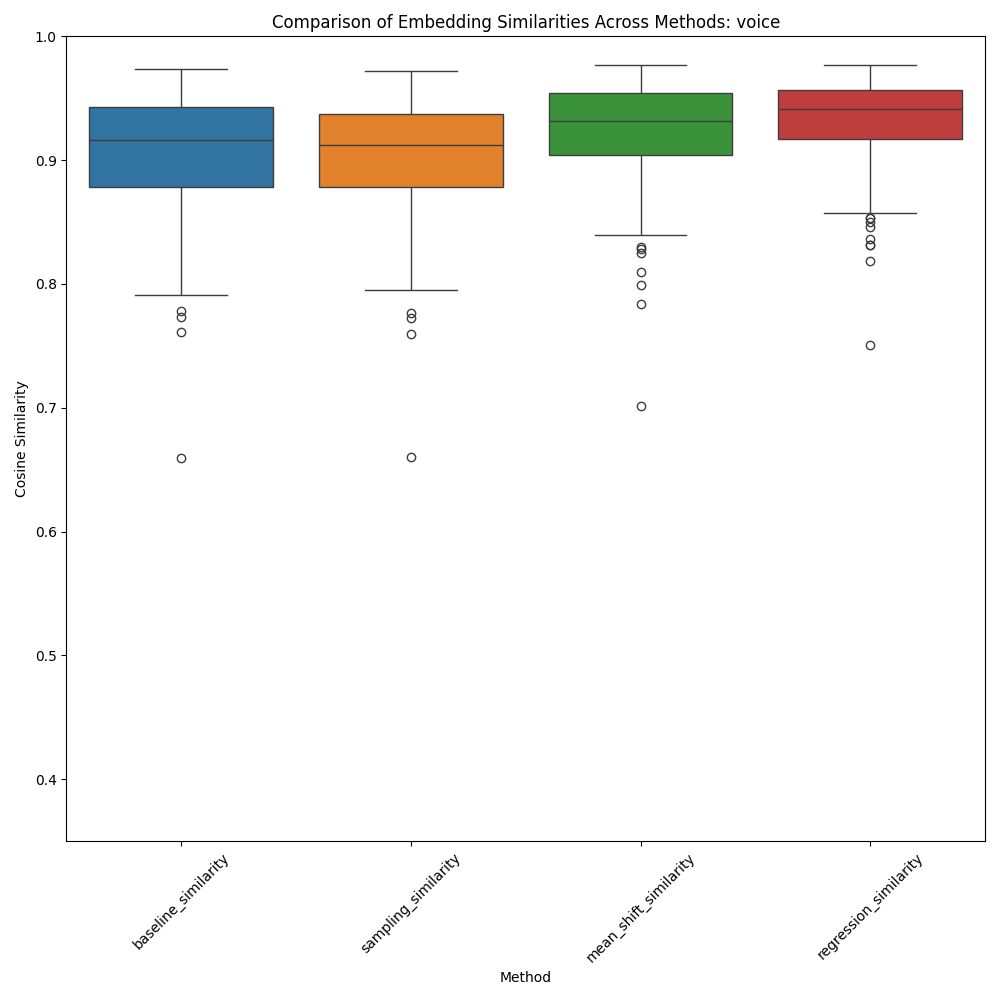 Comparison of Embedding Similarities Across Methods: voice
1.0
0.9
0.8
0.7
0.6
0.5
0.4
Cosine Similarity
baseline_similarity
sampling_similarity
mean_shift_similarity
regression_similarity
Method